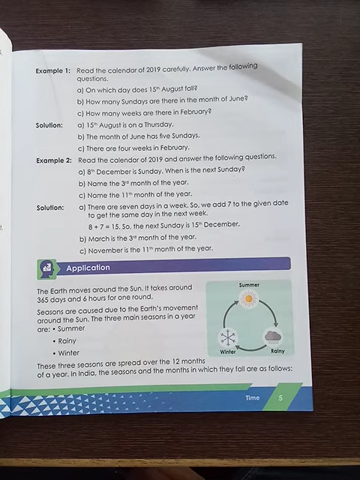 Example 1: Read the calendar of 2019 carefully. Answer the following
questions.
a) On which day does 15th August fall?
b) How many Sundays are there in the month of June?
c) How many weeks are there in February?
Solution: a) 15th August is on a Thursday.
b) The month of June has five Sundays.
c) There are four weeks in February.
Example 2: Read the calendar of 2019 and answer the following questions.
a) 8th December is Sunday. When is the next Sunday?
b) Name the 3rd month of the year.
c) Name the 11th month of the year.
Solution: a) There are seven days in a week. So, we add 7 to the given date
to get the same day in the next week.
8 + 7 = 15. So, the next Sunday is 15th December.
b) March is the 3rd month of the year.
c) November is the 11th month of the year.
Application
The Earth moves around the Sun. It takes around
365 days and 6 hours for one round.
Seasons are caused due to the Earth's movement
around the Sun. The three main seasons in a year
are: • Summer
• Rainy
• Winter
Summer
Winter
Rainy
These three seasons are spread over the 12 months
of a year. In India, the seasons and the months in which they fall are as follows:
Time 5